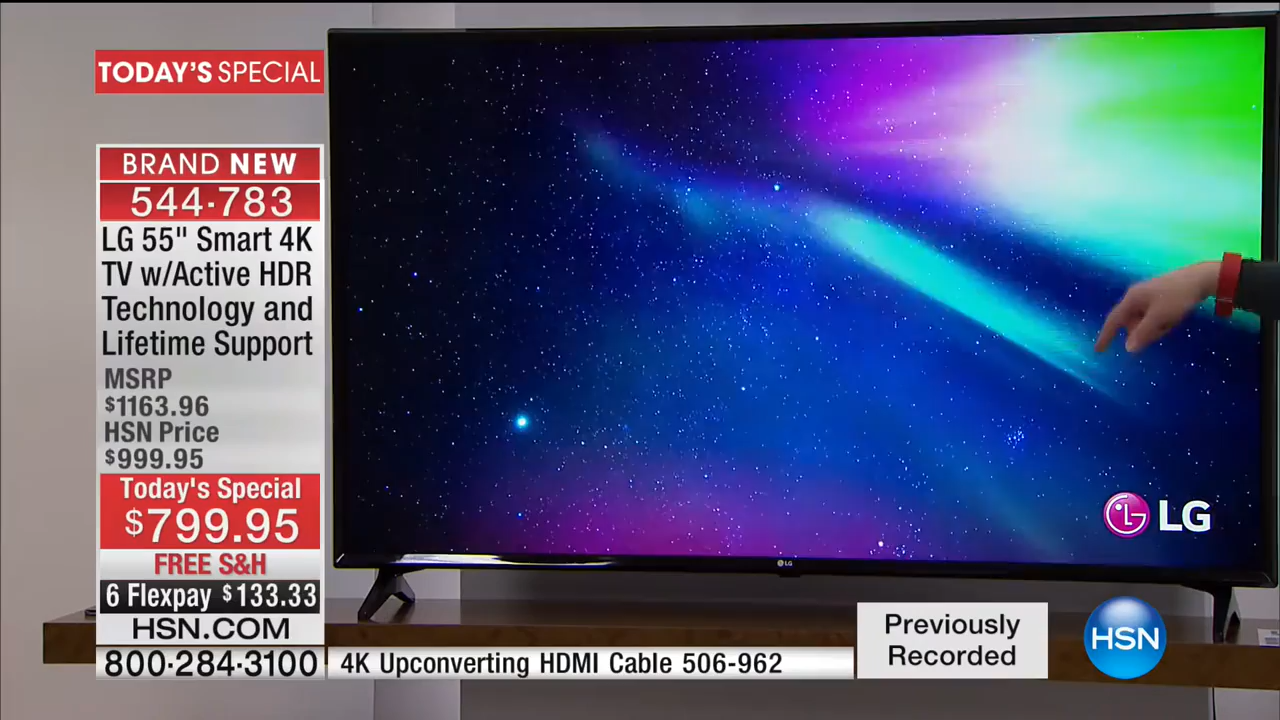 TODAY'S SPECIAL
BRAND NEW
544-783
LG 55" Smart 4K
TV w/Active HDR
Technology and
Lifetime Support
MSRP
$1163.96
HSN Price
$999.95
Today's Special
$799.95
FREE S&H
6 Flexpay $133.33
HSN.COM
800·284·3100
4K Upconverting HDMI Cable 506-962
Previously
Recorded
HSN
LG
LG